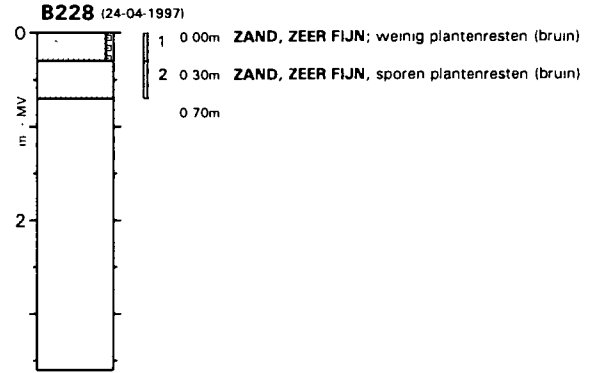 B228 (24-04-1997)
0
1 0 00m ZAND, ZEER FIJN; weinig plantenresten (bruin)
2 0 30m ZAND, ZEER FIJN, sporen plantenresten (bruin)
m - MV
0 70m
2